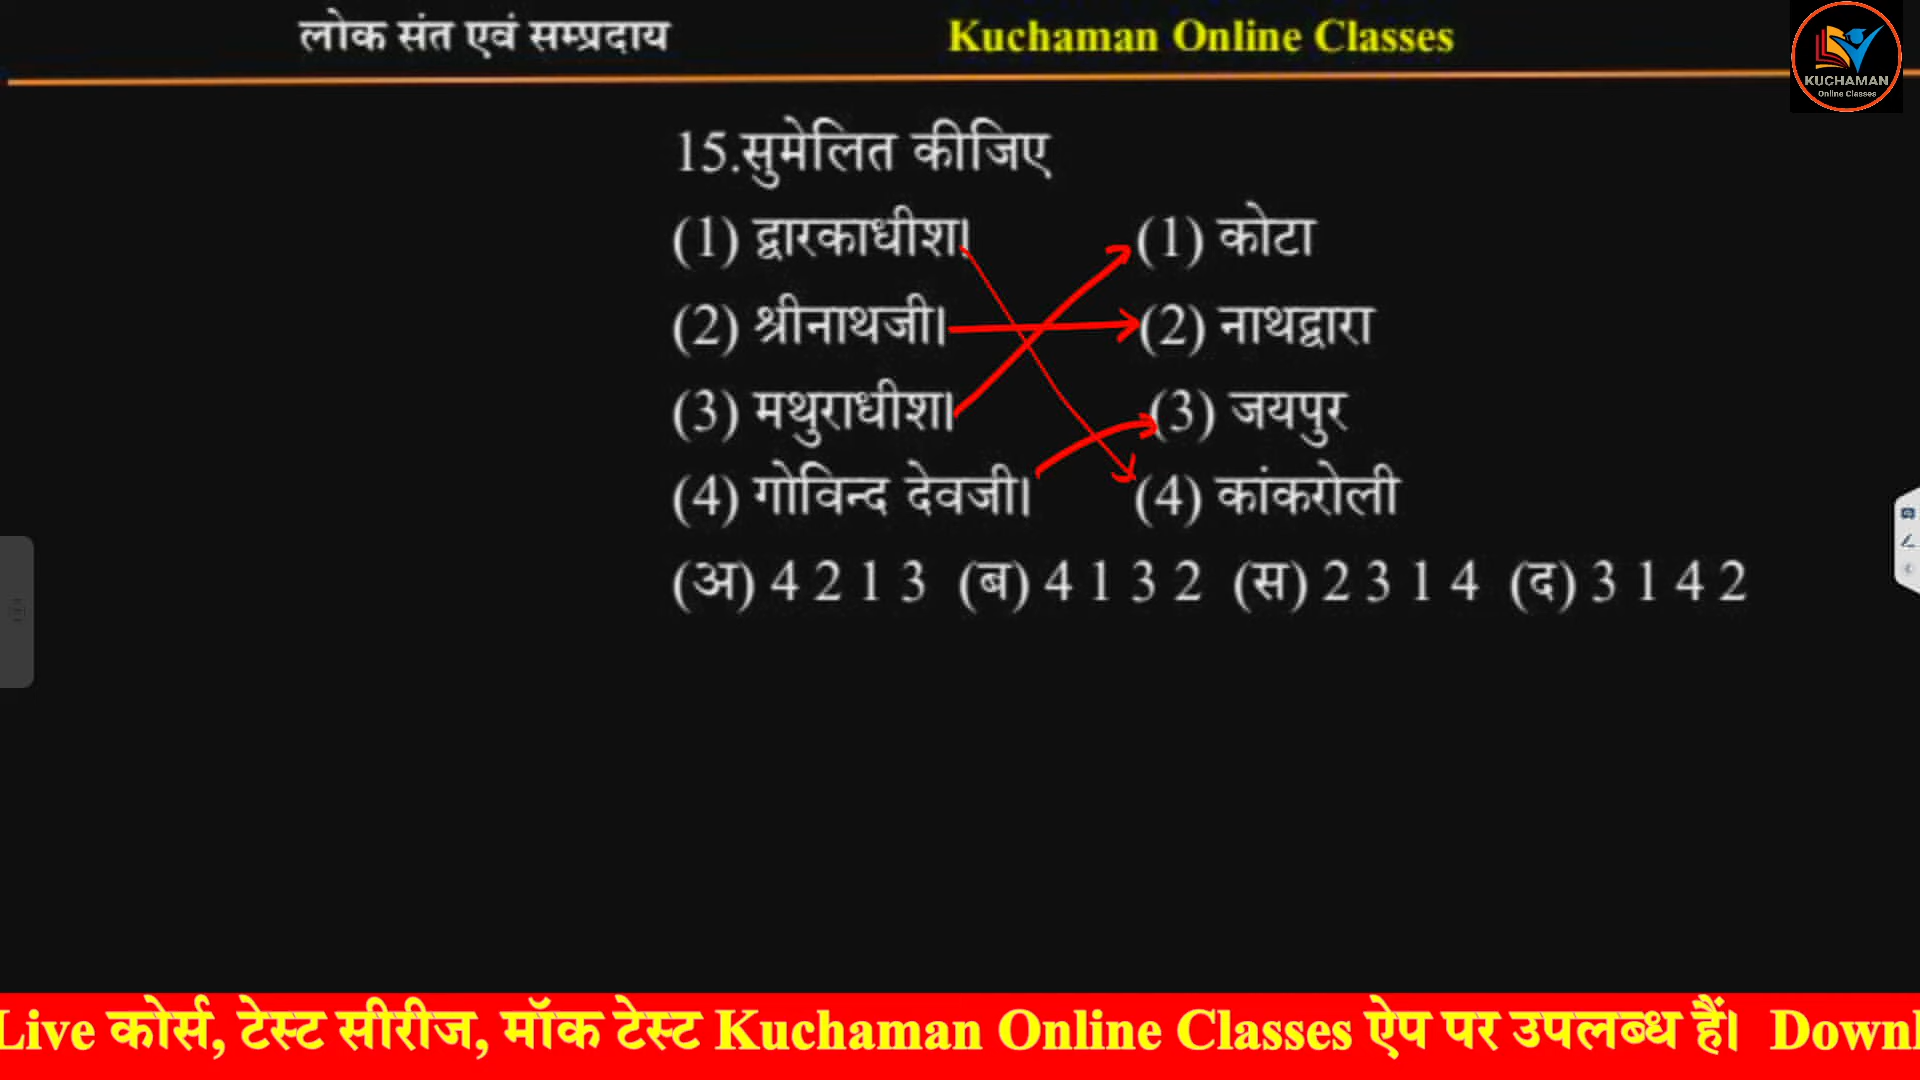 लोक संत एवं सम्प्रदाय Kuchaman Online Classes
KUCHAMAN
Online Classes
15.सुमेलित कीजिए
(1) द्वारकाधीश। (1) कोटा
(2) श्रीनाथजी। (2) नाथद्वारा
(3) मथुराधीश। (3) जयपुर
(4) गोविन्द देवजी। (4) कांकरोली
(अ) 4 2 1 3 (ब) 4 1 3 2 (स) 2 3 1 4 (द) 3 1 4 2
Live कोर्स, टेस्ट सीरीज, मॉक टेस्ट Kuchaman Online Classes ऐप पर उपलब्ध हैं। Downl